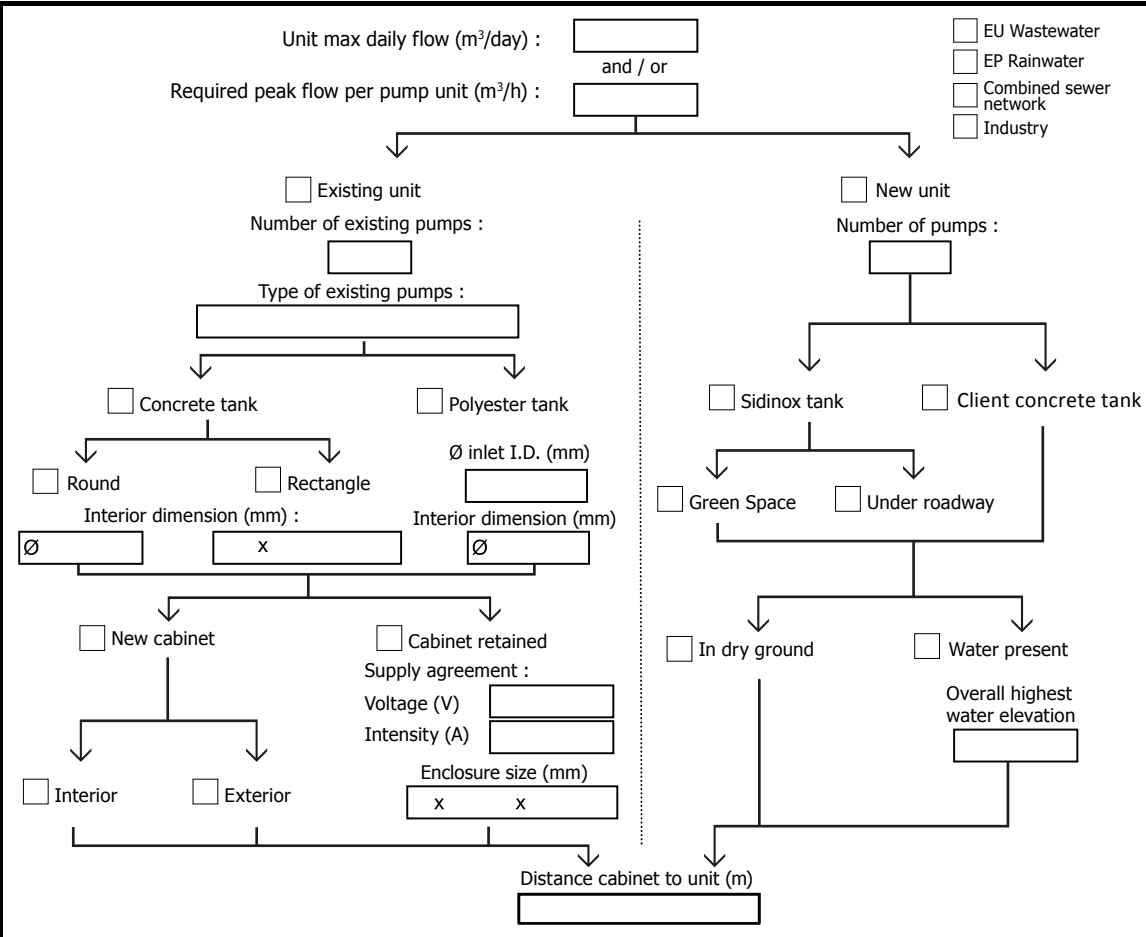 Unit max daily flow (m³/day) :
and / or
Required peak flow per pump unit (m³/h) :
EU Wastewater
EP Rainwater
Combined sewer
network
Industry
Existing unit
New unit
Number of existing pumps :
Number of pumps :
Type of existing pumps :
Concrete tank
Polyester tank
Sidinox tank
Client concrete tank
Round
Rectangle
Ø inlet I.D. (mm)
Green Space
Under roadway
Interior dimension (mm) :
Interior dimension (mm)
Ø
x
Ø
New cabinet
Cabinet retained
In dry ground
Water present
Supply agreement :
Voltage (V)
Intensity (A)
Overall highest
water elevation
Interior
Exterior
Enclosure size (mm)
x x
Distance cabinet to unit (m)